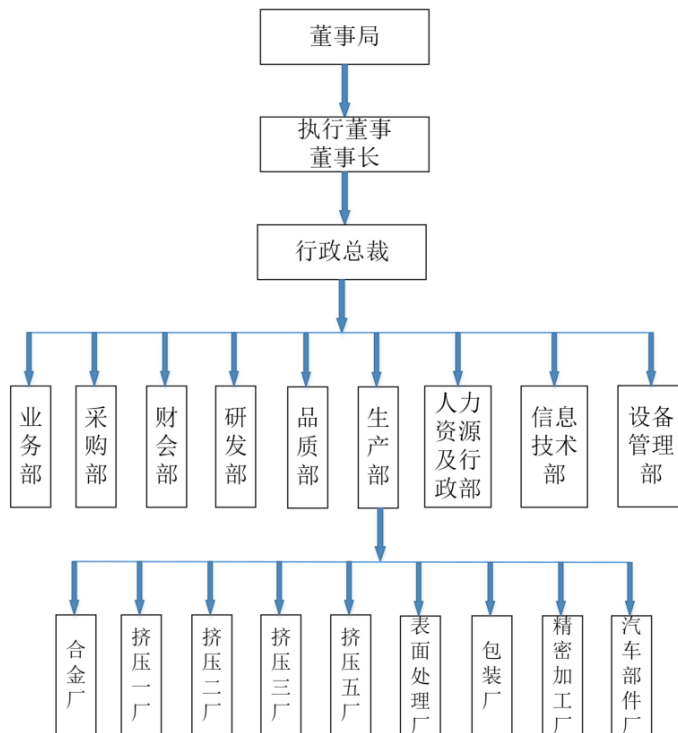 董事局
执行董事
董事长
行政总裁
业务部
采购部
财会部
研发部
品质部
生产部
人力
资源
及行
政部
信息
技术
部
设备
管理
部
合金厂
挤压一厂
挤压二厂
挤压三厂
挤压五厂
表面处理厂
包装厂
精密加工厂
汽车部件厂